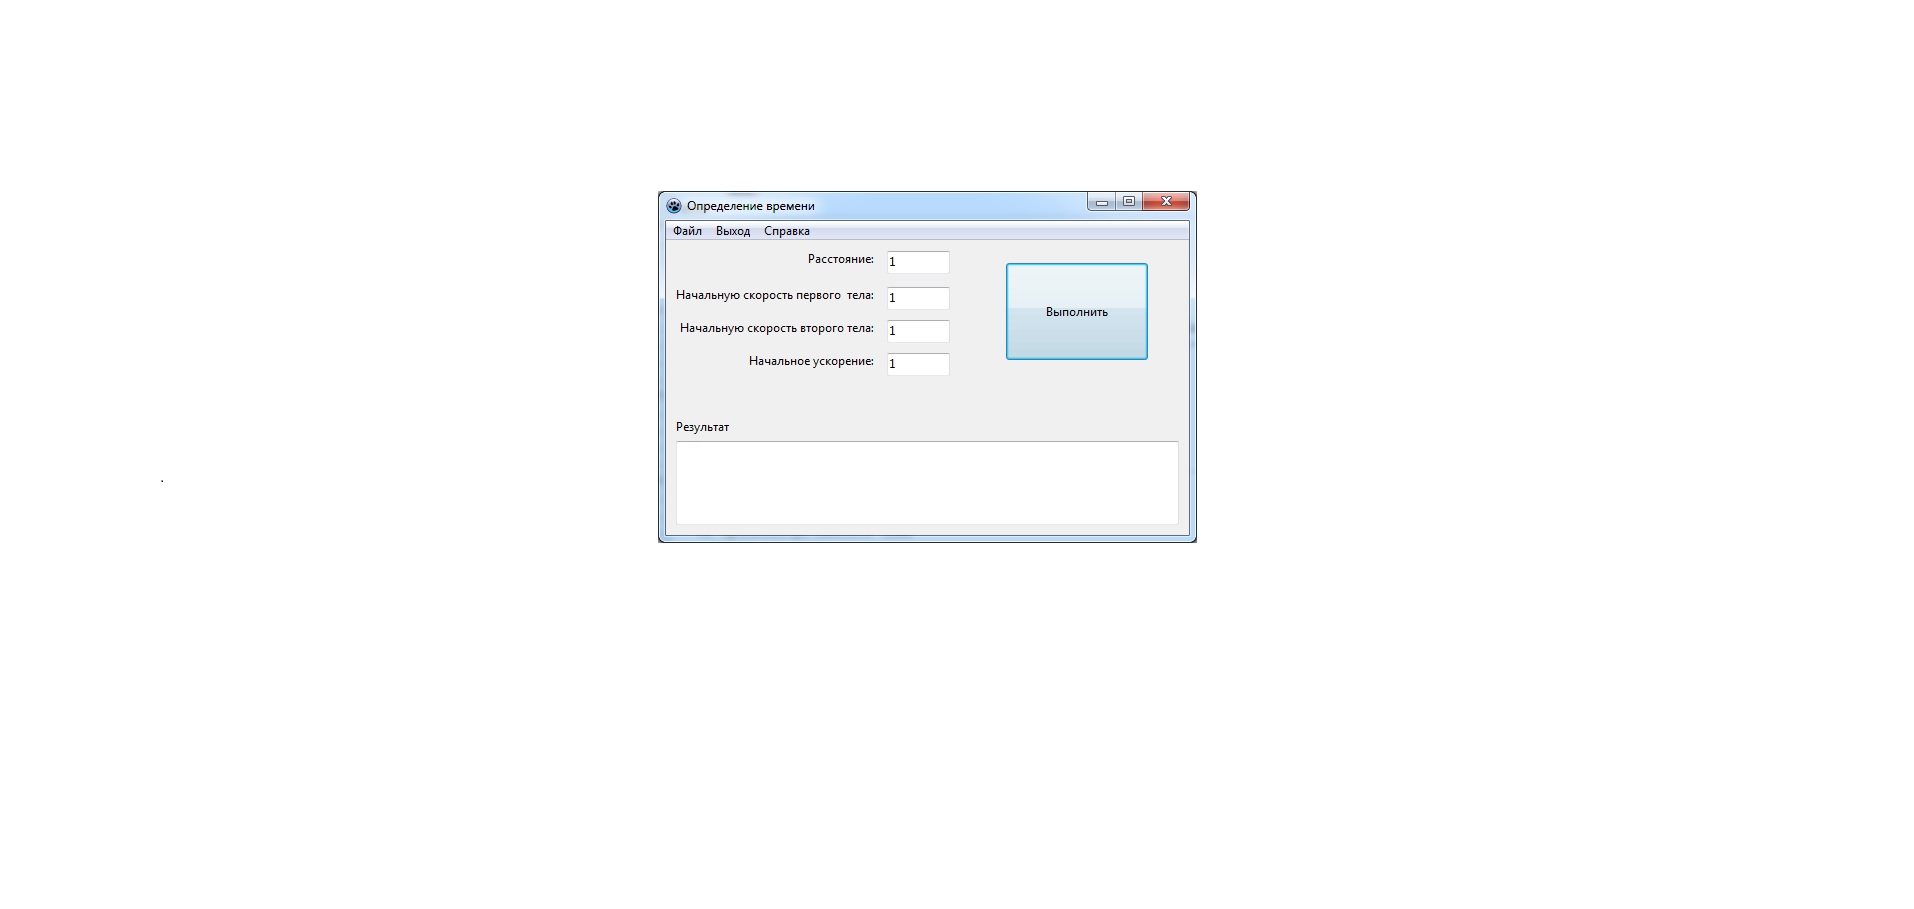 Определение времени
Файл Выход Справка
Расстояние: 1
Начальную скорость первого тела: 1
Начальную скорость второго тела: 1
Начальное ускорение: 1
Выполнить
Результат
.